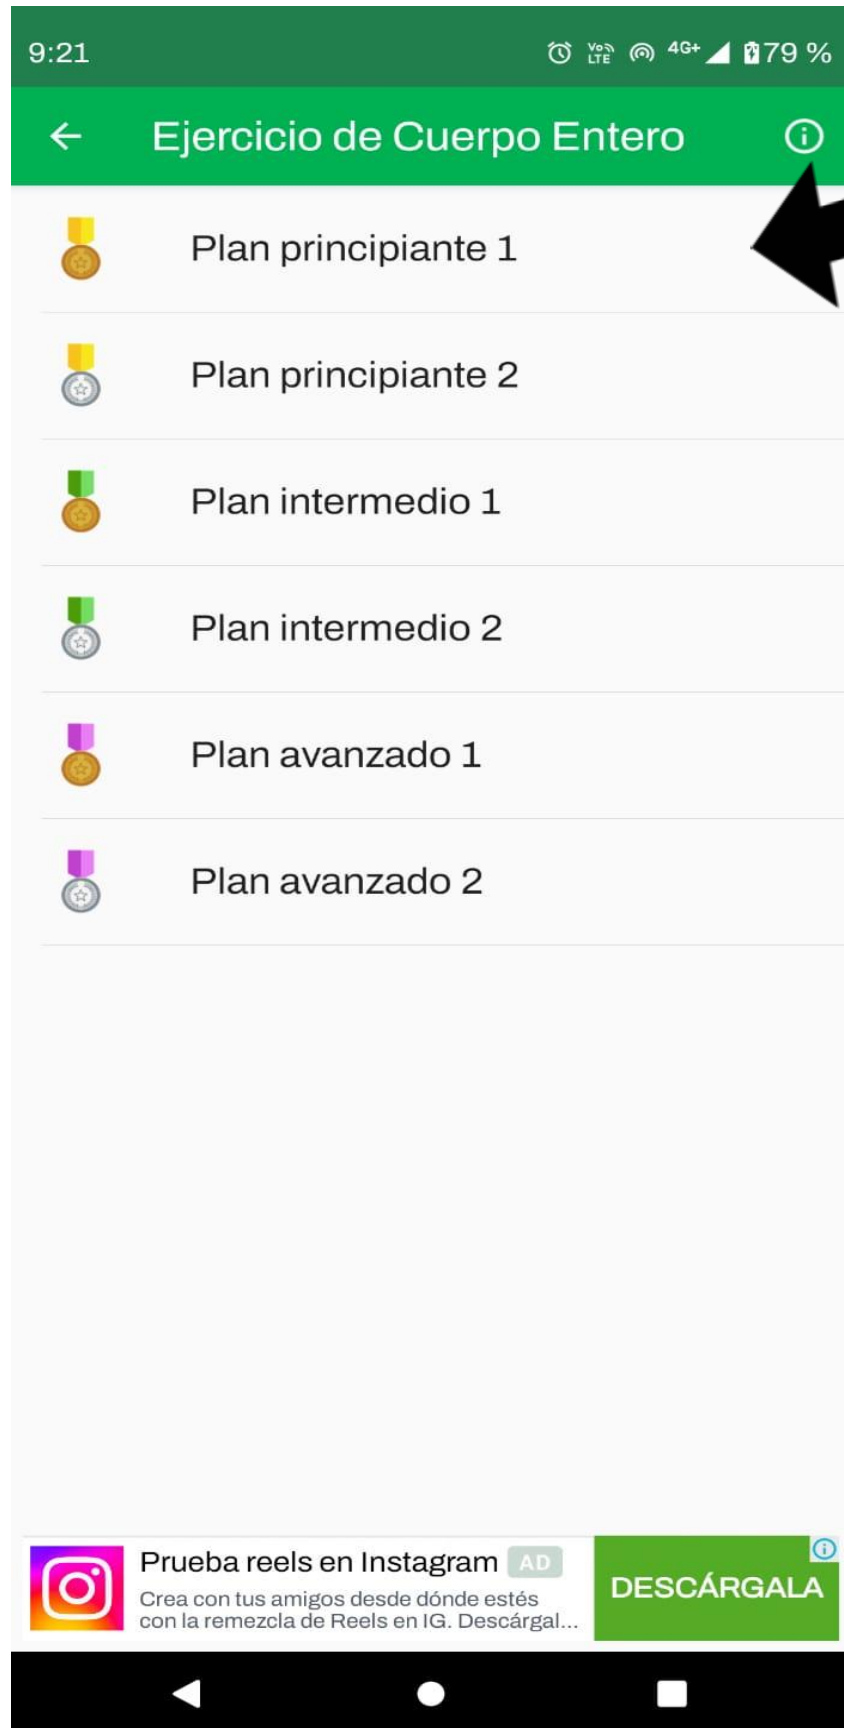 9:21
Vo LTE 4G+ 79 %
Ejercicio de Cuerpo Entero
Plan principiante 1
Plan principiante 2
Plan intermedio 1
Plan intermedio 2
Plan avanzado 1
Plan avanzado 2
Prueba reels en Instagram AD
Crea con tus amigos desde dónde estés
con la remezcla de Reels en IG. Descárgal...
DESCÁRGALA